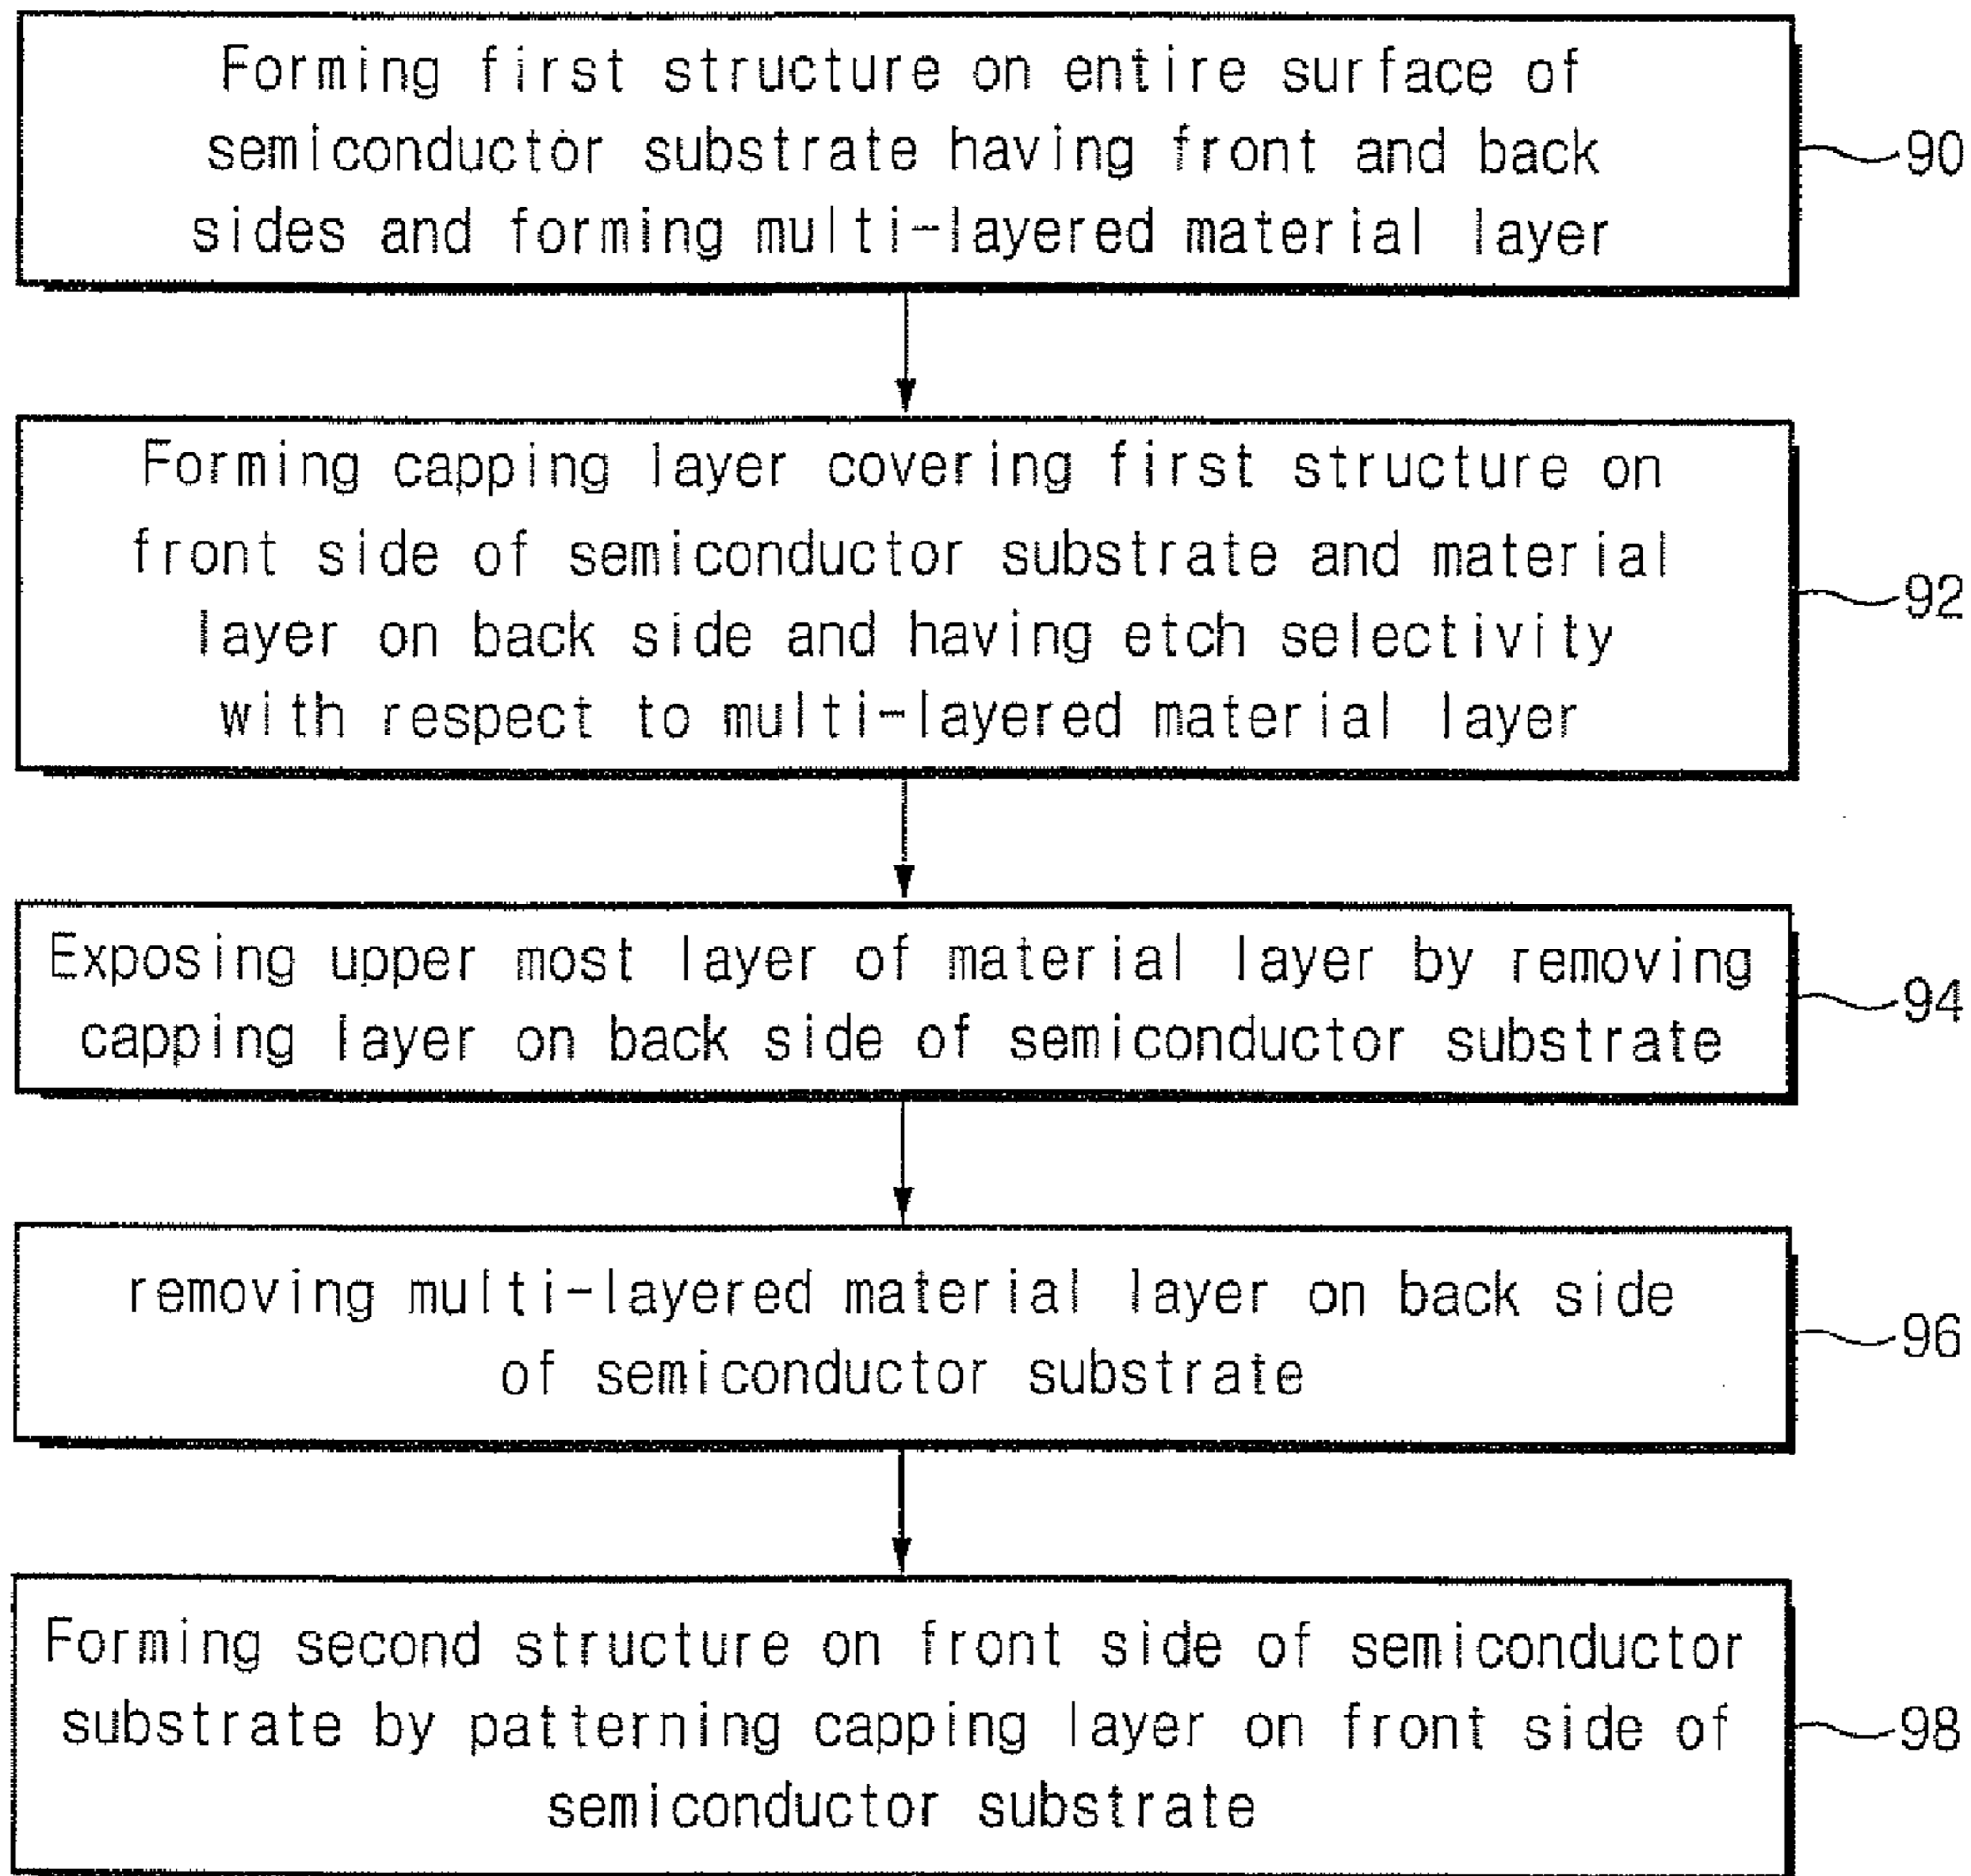 Forming first structure on entire surface of
semiconductor substrate having front and back
sides and forming multi-layered material layer
90
Forming capping layer covering first structure on
front side of semiconductor substrate and material
layer on back side and having etch selectivity
with respect to multi-layered material layer
92
Exposing upper most layer of material layer by removing
capping layer on back side of semiconductor substrate
94
removing multi-layered material layer on back side
of semiconductor substrate
96
Forming second structure on front side of semiconductor
substrate by patterning capping layer on front side of
semiconductor substrate
98